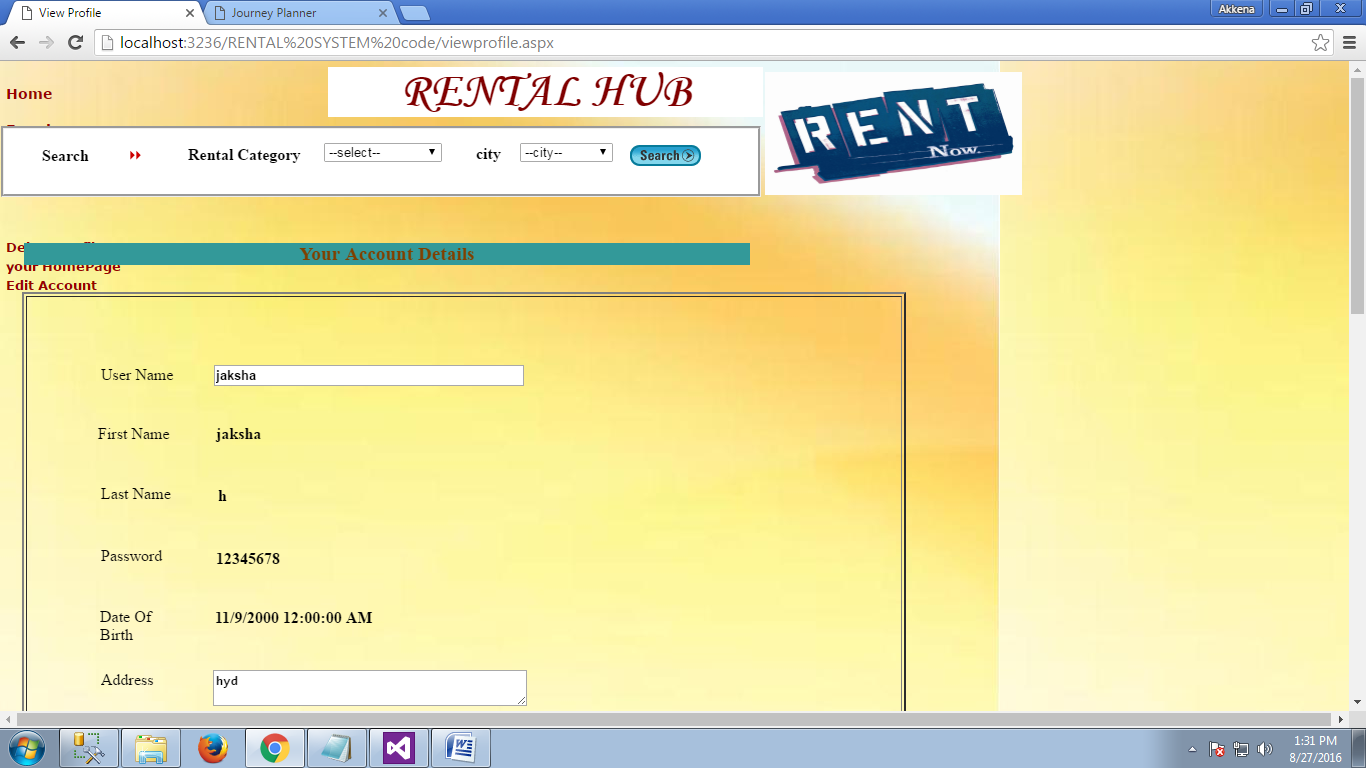 View Profile
Journey Planner
Akkena
localhost:3236/RENTAL%20SYSTEM%20code/viewprofile.aspx
RENTAL HUB
RENT
Now.
Home
Search
Rental Category
--select--
city
--city--
Search
Your Account Details
your HomePage
Edit Account
User Name
jaksha
First Name
jaksha
Last Name
h
Password
12345678
Date Of
Birth
11/9/2000 12:00:00 AM
Address
hyd
1:31 PM
8/27/2016